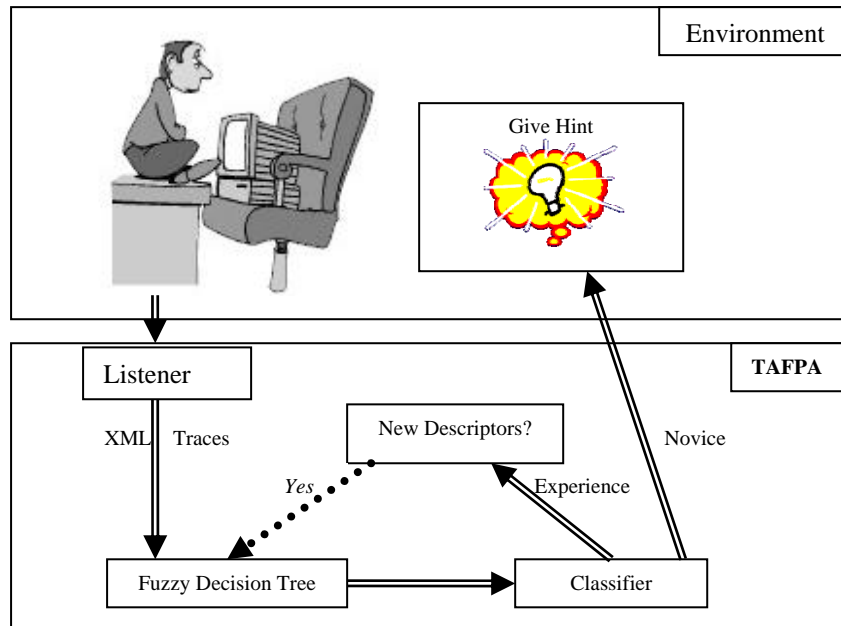 Environment
Give Hint
TAFPA
Listener
XML Traces
New Descriptors?
Novice
Yes
Experience
Fuzzy Decision Tree
Classifier